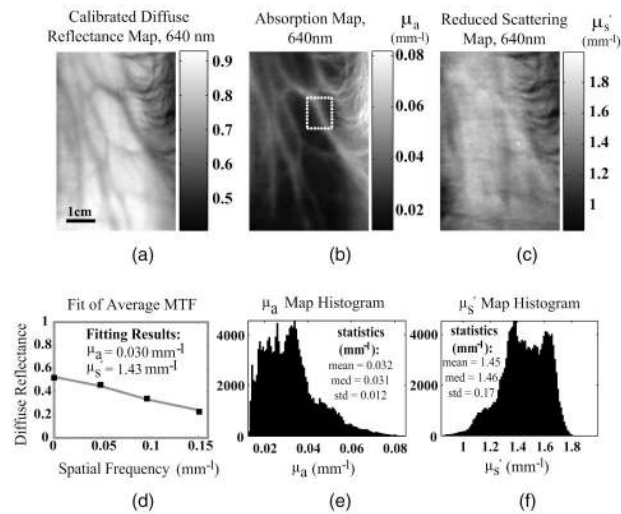 Calibrated Diffuse
Reflectance Map, 640 nm
0.9
0.8
0.7
0.6
0.5
1cm
(a)
Absorption Map,
640nm
μa
(mm-1)
0.06
0.04
0.02
(b)
Reduced Scattering
Map, 640nm
μs'
(mm-1)
1.8
1.6
1.4
1.2
1
(c)
Fit of Average MTF
Diffuse Reflectance
1
0.8
0.6
0.4
0.2
0
Fitting Results:
μa = 0.030 mm-1
μs' = 1.43 mm-1
0 0.05 0.1 0.15
Spatial Frequency (mm-1)
(d)
μa Map Histogram
4000
2000
0
statistics
(mm-1):
mean = 0.032
med = 0.031
std = 0.012
0.02 0.04 0.06 0.08
μa (mm-1)
(e)
μs' Map Histogram
4000
2000
0
statistics
(mm-1):
mean = 1.45
med = 1.46
std = 0.17
1 1.2 1.4 1.6 1.8
μs' (mm-1)
(f)